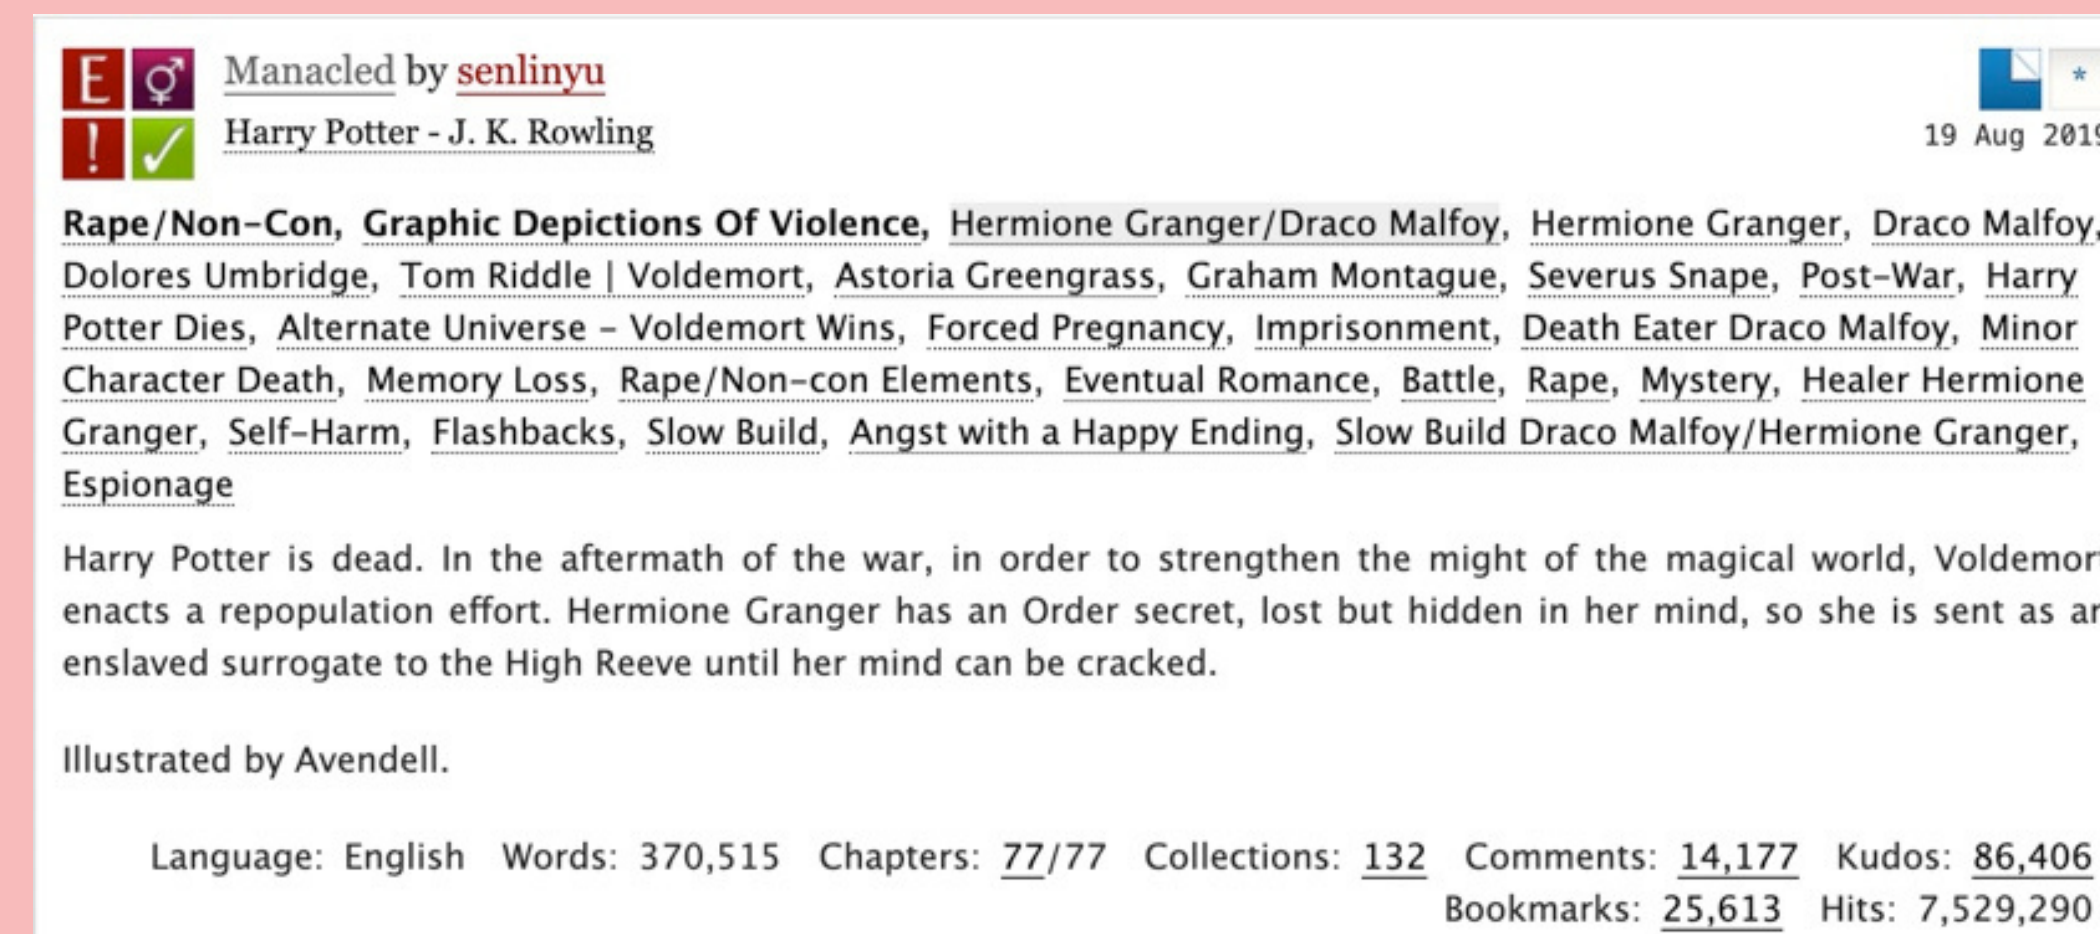 E Manacled by senlinyu
! Harry Potter - J. K. Rowling
*
19 Aug 2019
Rape/Non-Con, Graphic Depictions Of Violence, Hermione Granger/Draco Malfoy, Hermione Granger, Draco Malfoy,
Dolores Umbridge, Tom Riddle | Voldemort, Astoria Greengrass, Graham Montague, Severus Snape, Post-War, Harry
Potter Dies, Alternate Universe - Voldemort Wins, Forced Pregnancy, Imprisonment, Death Eater Draco Malfoy, Minor
Character Death, Memory Loss, Rape/Non-con Elements, Eventual Romance, Battle, Rape, Mystery, Healer Hermione
Granger, Self-Harm, Flashbacks, Slow Build, Angst with a Happy Ending, Slow Build Draco Malfoy/Hermione Granger,
Espionage
Harry Potter is dead. In the aftermath of the war, in order to strengthen the might of the magical world, Voldemort
enacts a repopulation effort. Hermione Granger has an Order secret, lost but hidden in her mind, so she is sent as an
enslaved surrogate to the High Reeve until her mind can be cracked.
Illustrated by Avendell.
Language: English Words: 370,515 Chapters: 77/77 Collections: 132 Comments: 14,177 Kudos: 86,406
Bookmarks: 25,613 Hits: 7,529,290